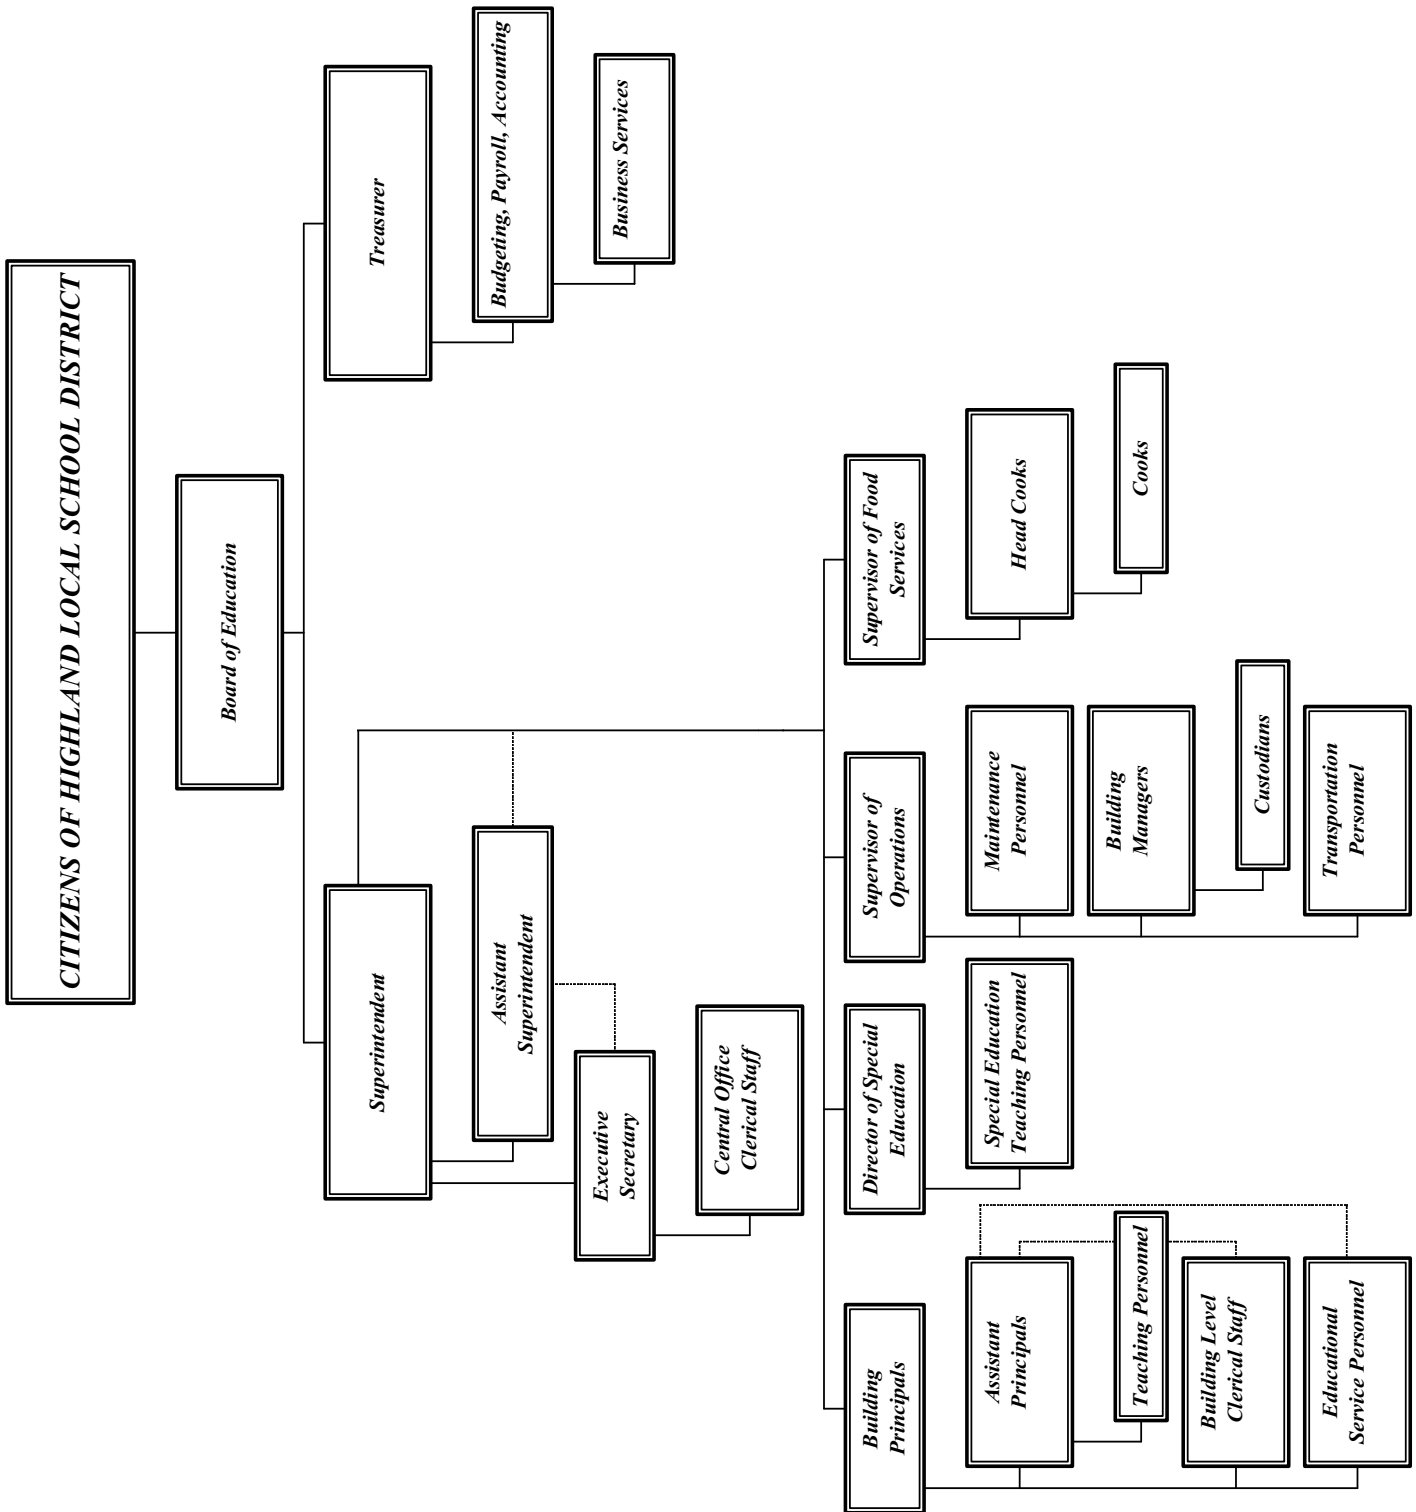 CITIZENS OF HIGHLAND LOCAL SCHOOL DISTRICT
Board of Education
Superintendent
Treasurer
Assistant
Superintendent
Budgeting, Payroll, Accounting
Executive
Secretary
Business Services
Central Office
Clerical Staff
Building
Principals
Director of Special
Education
Supervisor of
Operations
Supervisor of Food
Services
Assistant
Principals
Special Education
Teaching Personnel
Maintenance
Personnel
Head Cooks
Teaching Personnel
Building
Managers
Cooks
Building Level
Clerical Staff
Custodians
Educational
Service Personnel
Transportation
Personnel